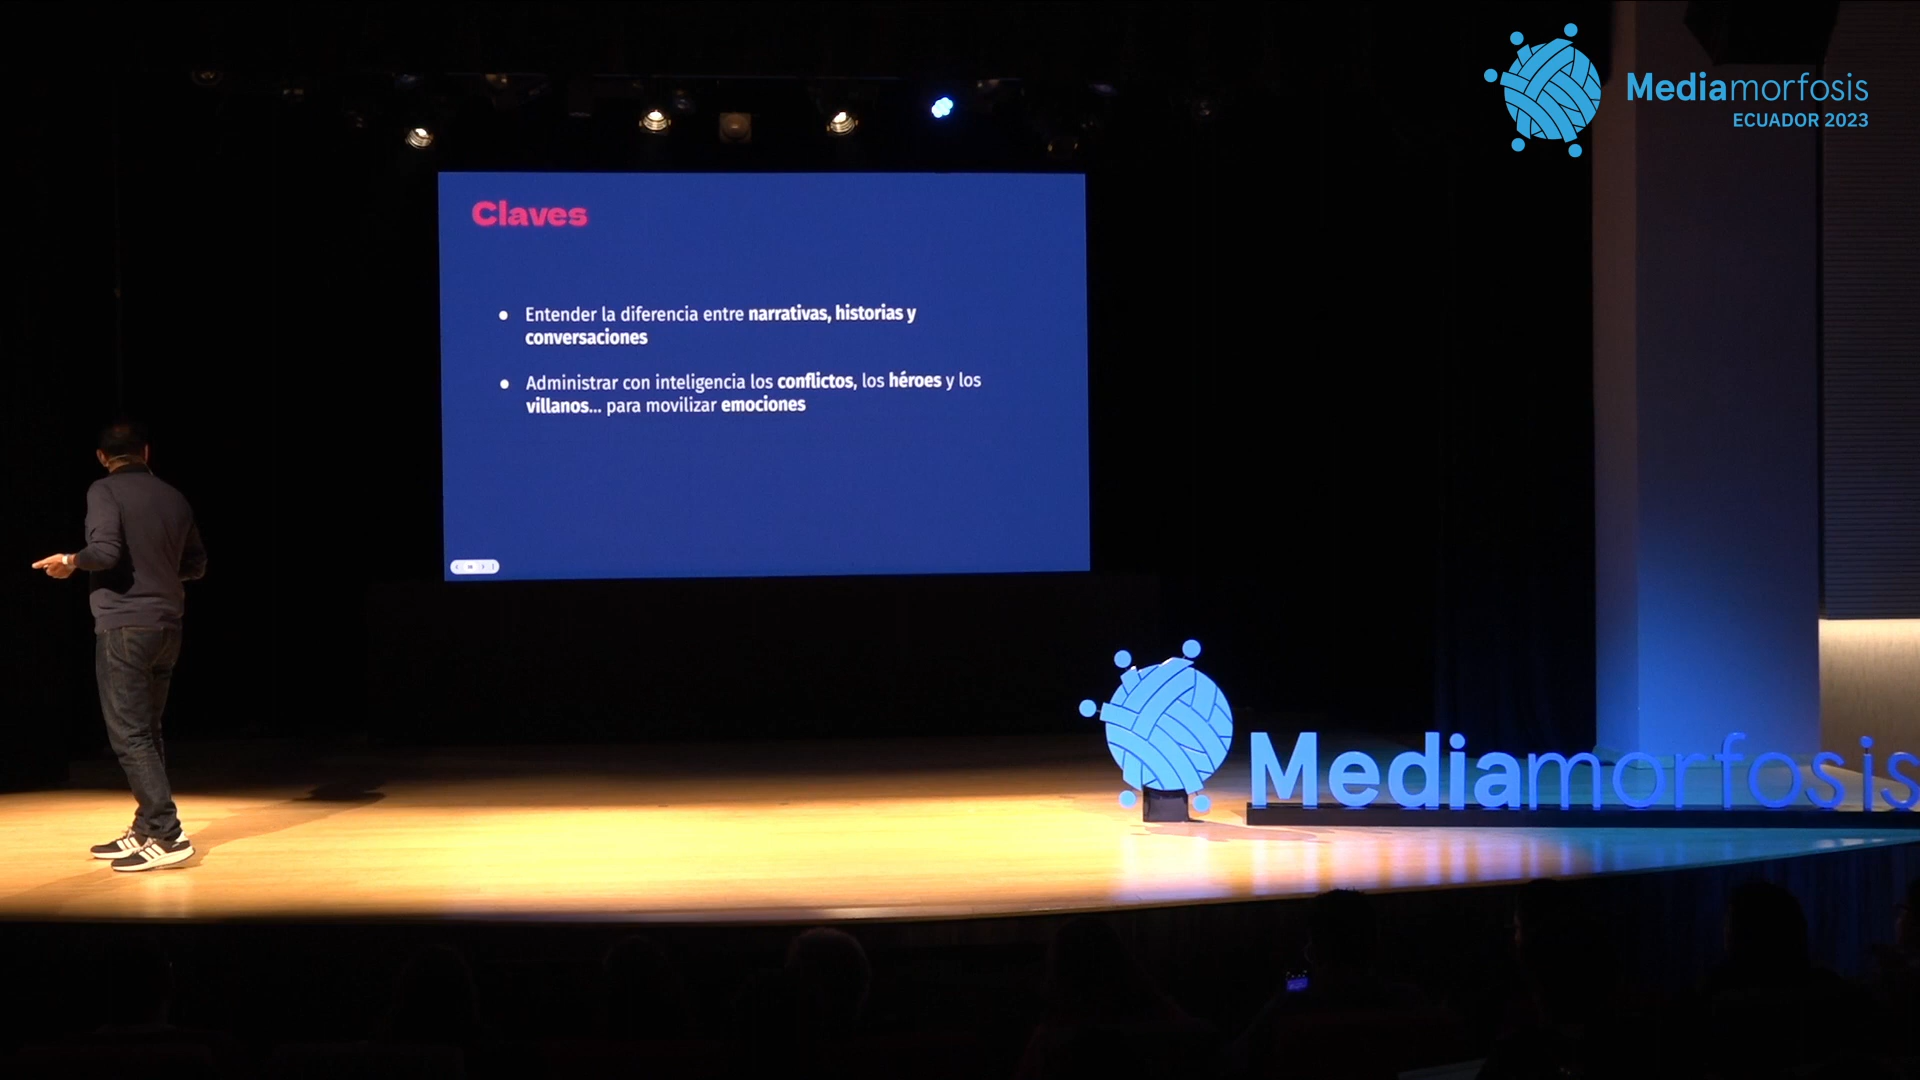 Mediamorfosis
ECUADOR 2023
Claves
● Entender la diferencia entre narrativas, historias y
conversaciones
● Administrar con inteligencia los conflictos, los héroes y los
villanos... para movilizar emociones
Mediamorfosis